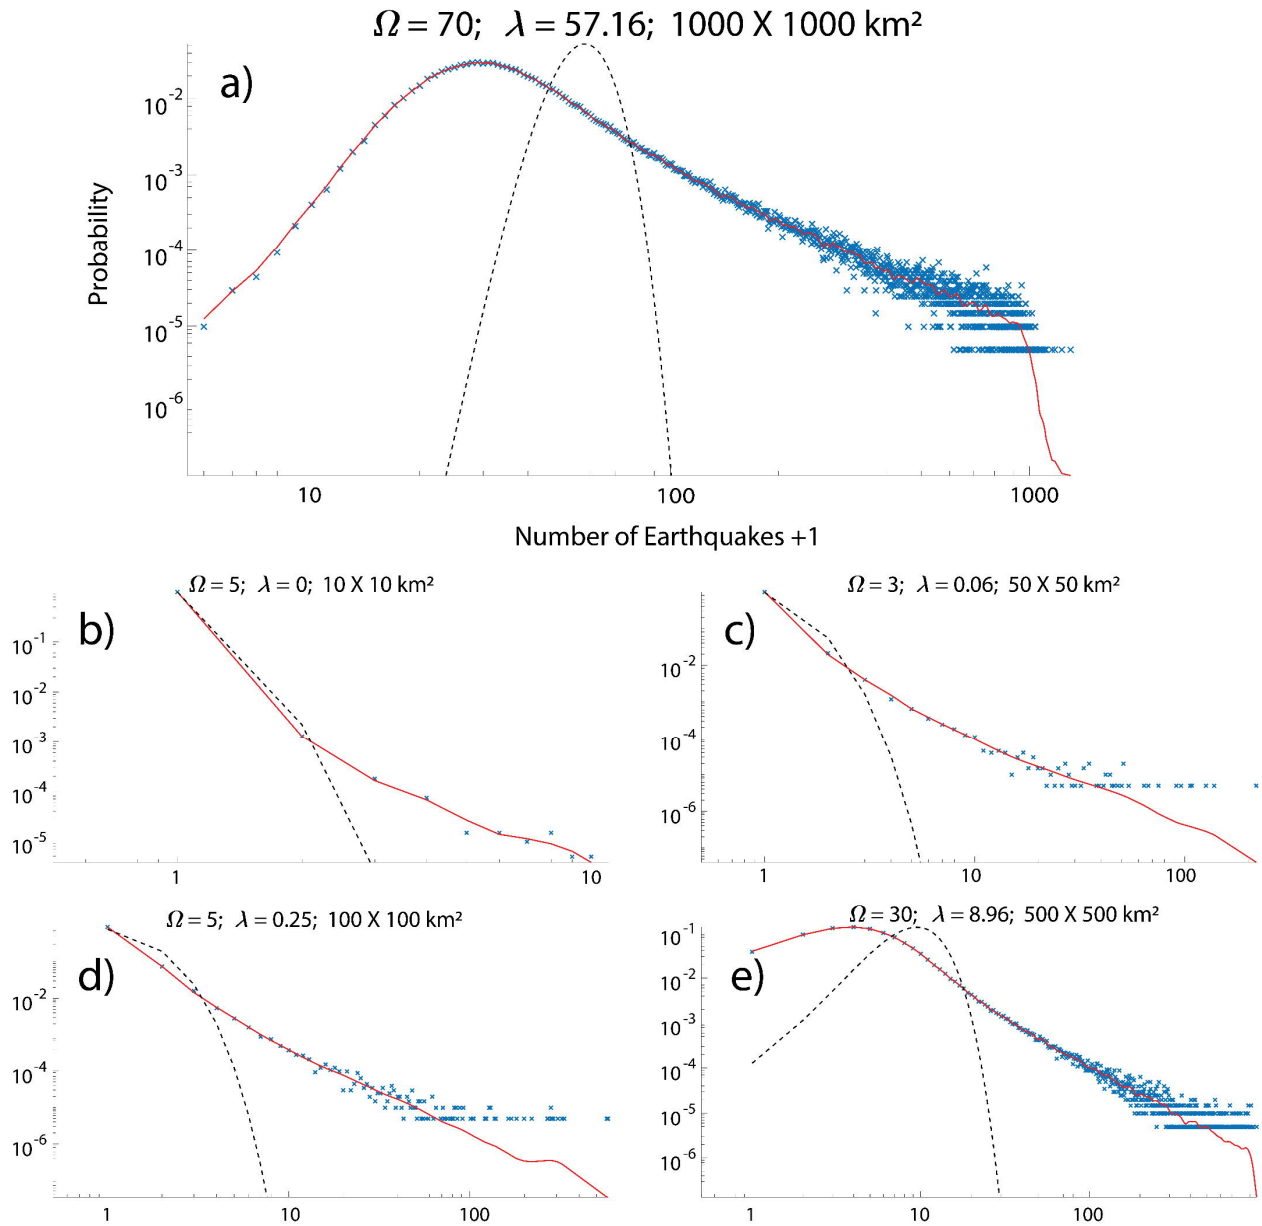 Ω = 70; λ = 57.16; 1000 X 1000 km²
a)
10⁻²
10⁻³
10⁻⁴
10⁻⁵
10⁻⁶
Probability
10 100 1000
Number of Earthquakes +1
Ω = 5; λ = 0; 10 X 10 km²
b)
10⁻¹
10⁻²
10⁻³
10⁻⁴
10⁻⁵
1 10
Ω = 3; λ = 0.06; 50 X 50 km²
c)
10⁻²
10⁻⁴
10⁻⁶
1 10 100
Ω = 5; λ = 0.25; 100 X 100 km²
d)
10⁻²
10⁻⁴
10⁻⁶
1 10 100
Ω = 30; λ = 8.96; 500 X 500 km²
e)
10⁻¹
10⁻²
10⁻³
10⁻⁴
10⁻⁵
10⁻⁶
1 10 100